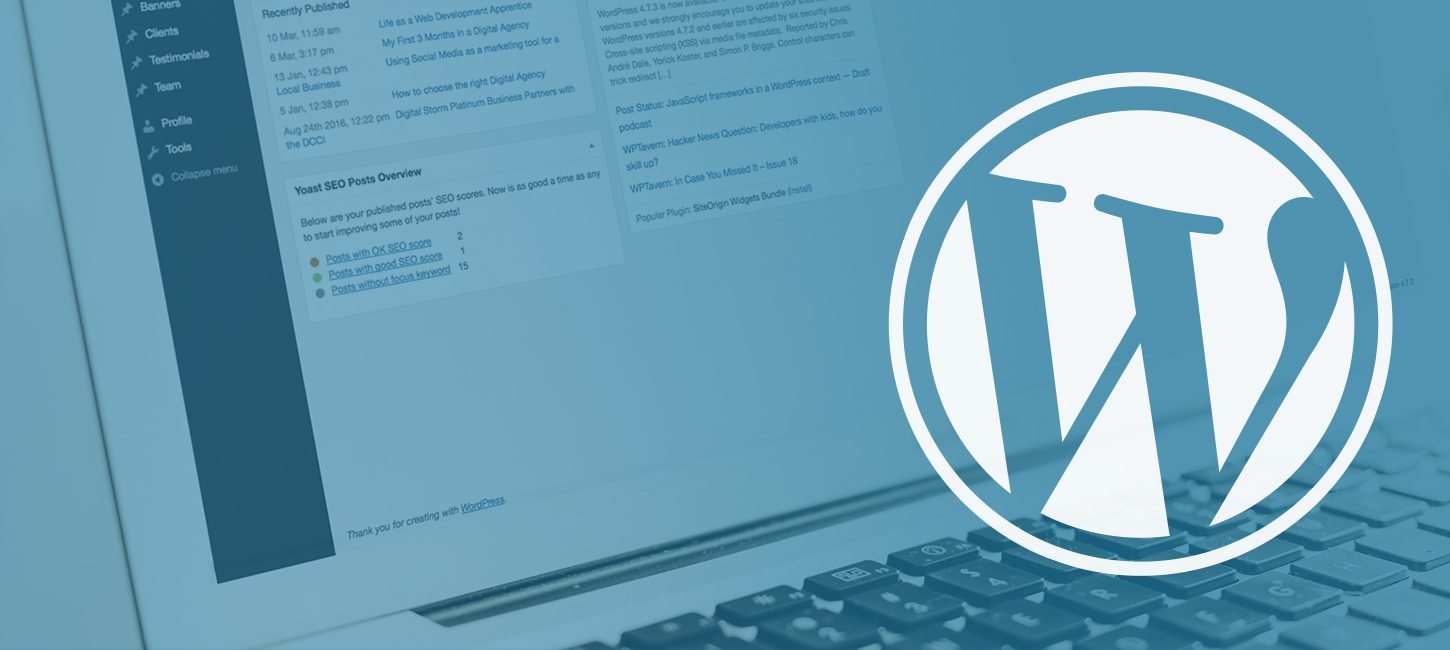 Banners
Clients
Testimonials
Team
Profile
Tools
Collapse menu
Recently Published
10 Mar, 11:59 am Life as a Web Development Apprentice
6 Mar, 3:17 pm My First 3 Months in a Digital Agency
13 Jan, 12:43 pm Using Social Media as a marketing tool for a
Local Business
5 Jan, 12:38 pm How to choose the right Digital Agency
Aug 24th 2016, 12:22 pm Digital Storm Platinum Business Partners with
the DCCI
Yoast SEO Posts Overview
Below are your published posts' SEO scores. Now is as good a time as any
to start improving some of your posts!
Posts with OK SEO score 2
Posts with good SEO score 1
Posts without focus keyword 15
Thank you for creating with WordPress.
WordPress 4.7.3 is now available
versions and we strongly encourage you to update your sites
WordPress versions 4.7.2 and earlier are affected by six security issues:
Cross-site scripting (XSS) via media file metadata. Reported by Chris
Andrè Dale, Yorick Koster, and Simon P. Briggs. Control characters can
trick redirect [...]
Post Status: JavaScript frameworks in a WordPress context — Draft
podcast
WPTavern: Hacker News Question: Developers with kids, how do you
skill up?
WPTavern: In Case You Missed It – Issue 18
Popular Plugin: SiteOrigin Widgets Bundle (Install)
4.7.3
W